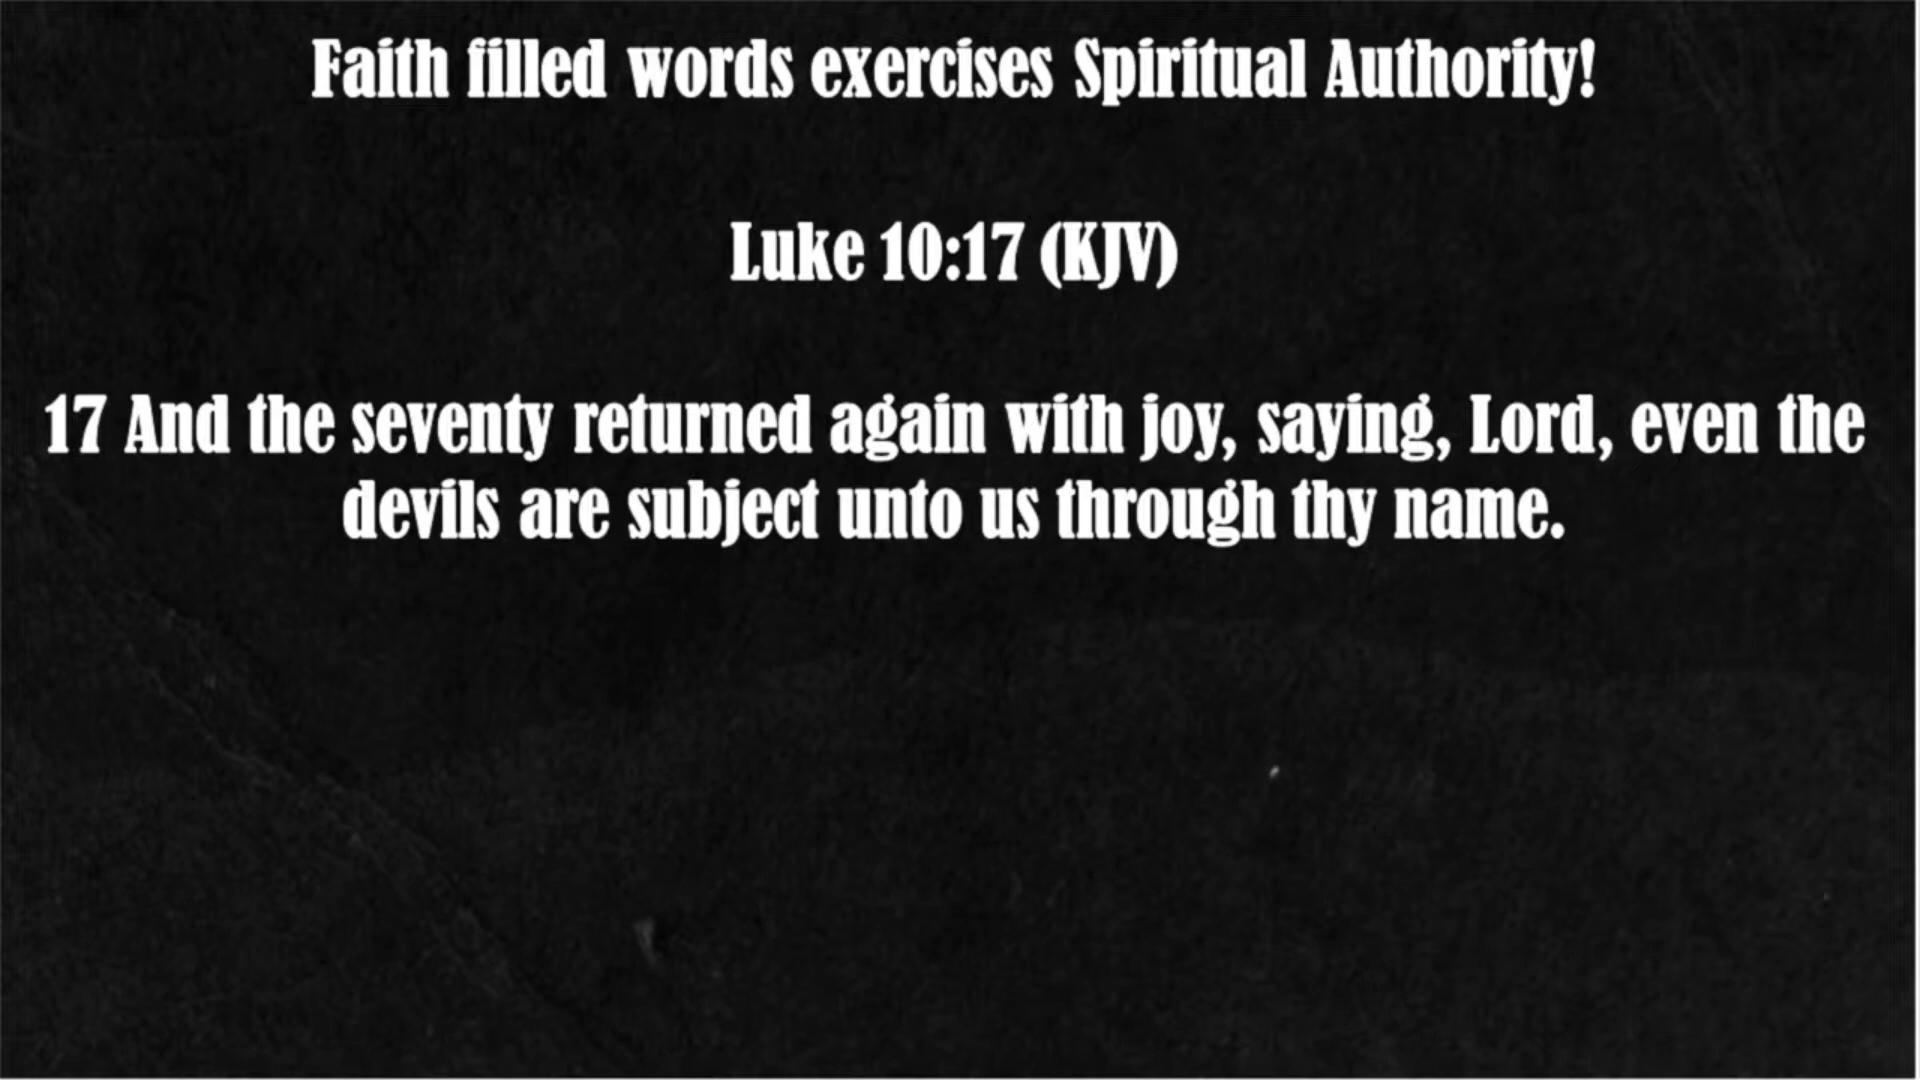 Faith filled words exercises Spiritual Authority!
Luke 10:17 (KJV)
17 And the seventy returned again with joy, saying, Lord, even the
devils are subject unto us through thy name.